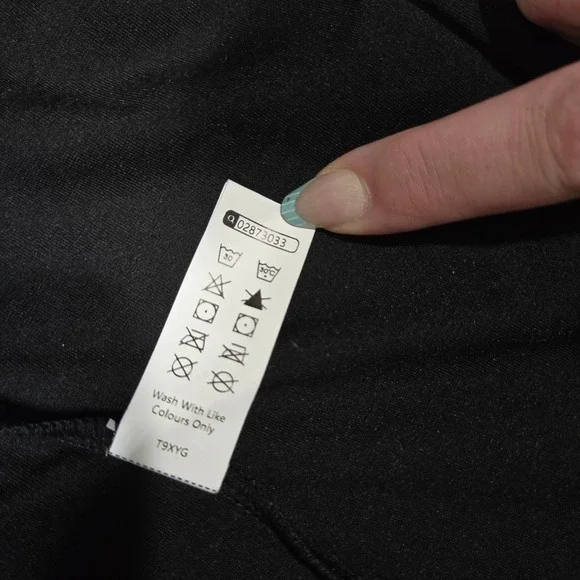 Q 02873033
30 30°C
Wash With Like
Colours Only
T9XYG